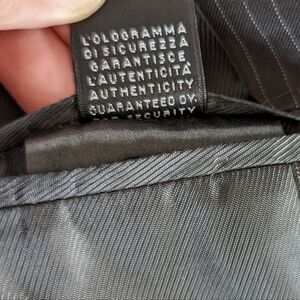 L'OLOGRAMMA
DI SICUREZZA
GARANTISCE
L'AUTENTICITÀ
AUTHENTICITY
GUARANTEED BY
SECURITY